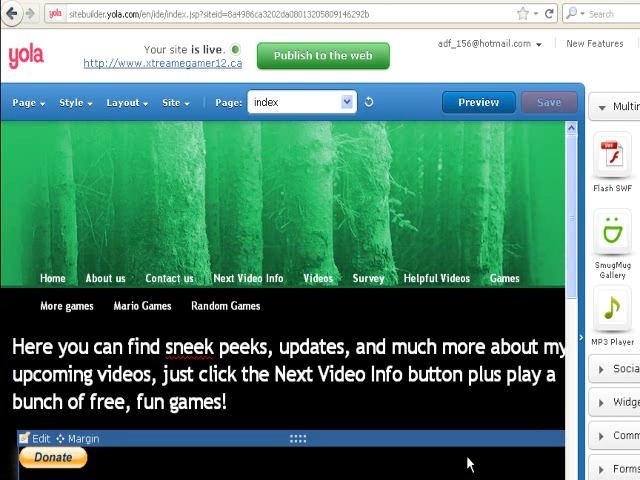 yola sitebuilder.yola.com/en/ide/index.jsp?siteid=8a4986ca3202da08013205809146292b Search
yola
Your site is live.
http://www.xtreamegamer12.ca
Publish to the web
adf_156@hotmail.com
New Features
Page Style Layout Site Page: index Preview Save
Multin
Flash SWF
SmugMug
Gallery
MP3 Player
Socia
Widge
Comm
Forms
Home About us Contact us Next Video Info Videos Survey Helpful Videos Games
More games Mario Games Random Games
Here you can find sneek peeks, updates, and much more about my
upcoming videos, just click the Next Video Info button plus play a
bunch of free, fun games!
Edit Margin
Donate